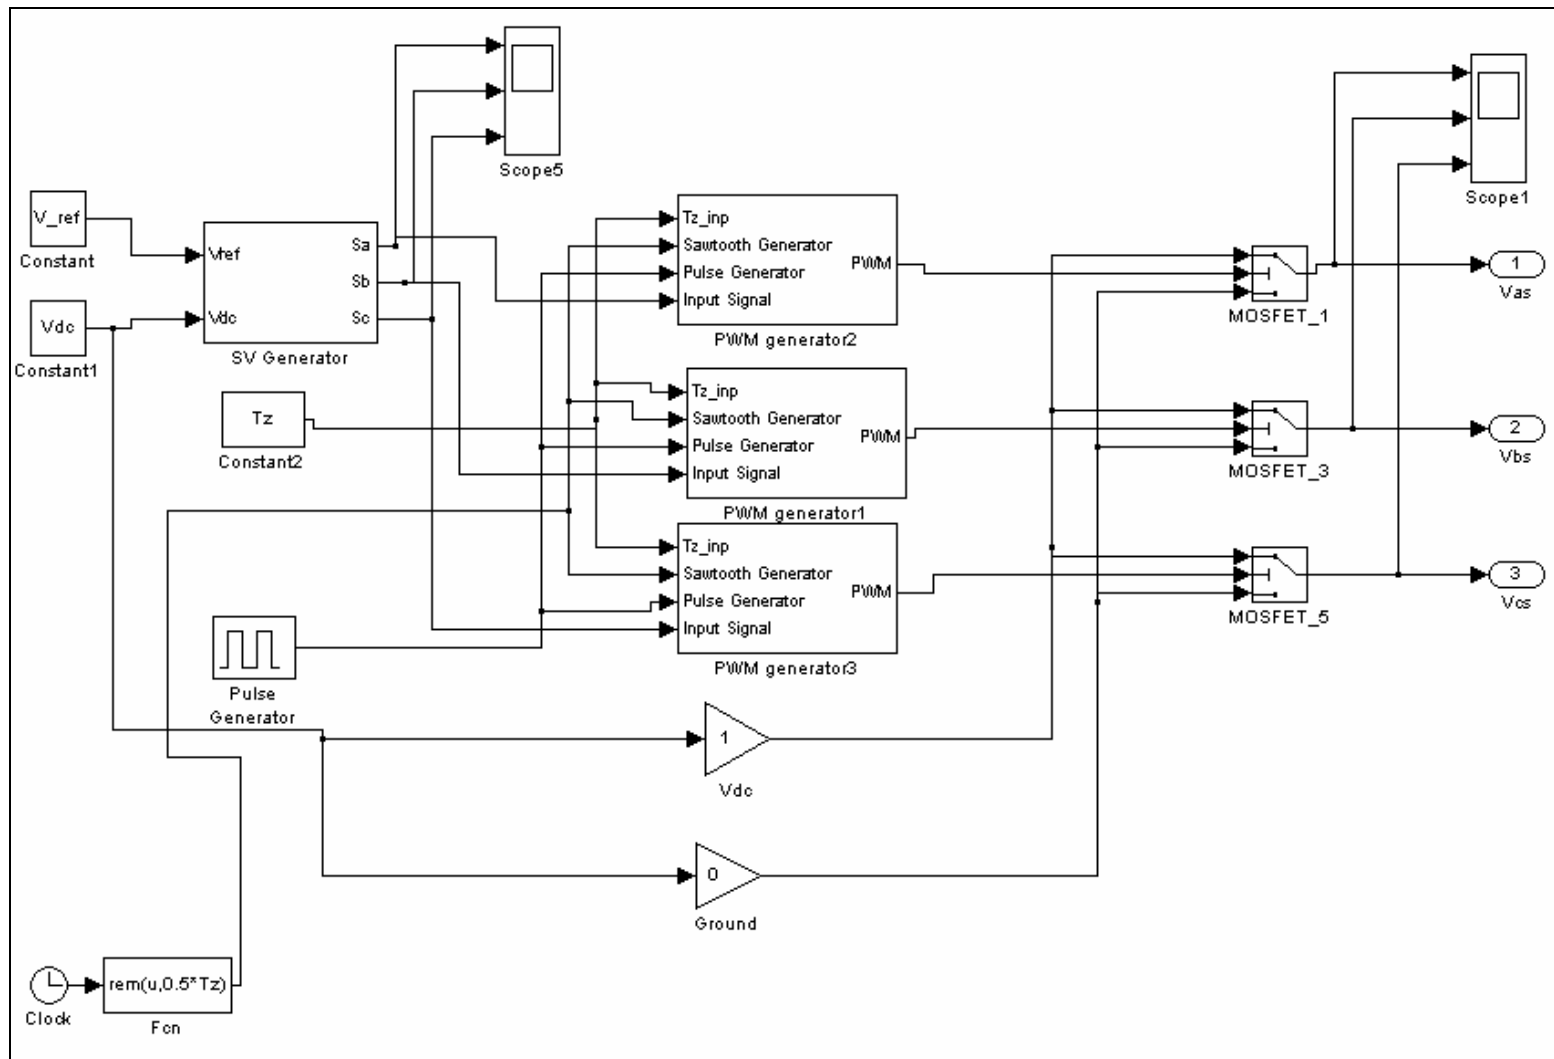 Scope5
Scope1
V_ref
Constant
Vdc
Constant1
Vref
Vdc
Sa
Sb
Sc
SV Generator
Tz
Constant2
Tz_inp
Sawtooth Generator
Pulse Generator
Input Signal
PWM
PWM generator2
Tz_inp
Sawtooth Generator
Pulse Generator
Input Signal
PWM
PWM generator1
Tz_inp
Sawtooth Generator
Pulse Generator
Input Signal
PWM
PWM generator3
MOSFET_1
1
Vas
MOSFET_3
2
Vbs
MOSFET_5
3
Vcs
Pulse
Generator
1
Vdc
0
Ground
Clock
rem(u,0.5*Tz)
Fcn